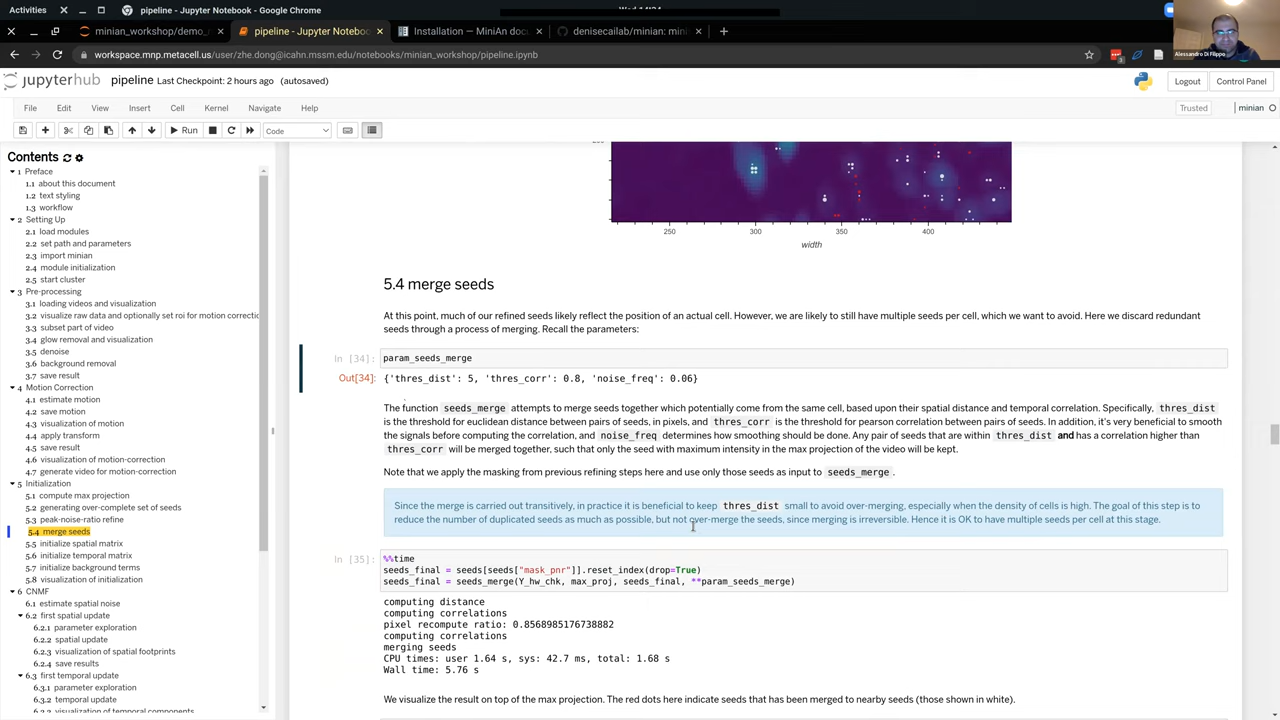 Activities
pipeline - Jupyter Notebook - Google Chrome
minian_workshop/demo_
pipeline - Jupyter Notebo
Installation — MiniAn docu
denisecailab/minian: mini
workspace.mnp.metacell.us/user/zhe.dong@icahn.mssm.edu/notebooks/minian_workshop/pipeline.ipynb
Alessandro Di Filippo
jupyterhub pipeline Last Checkpoint: 2 hours ago (autosaved)
Logout Control Panel
File Edit View Insert Cell Kernel Navigate Help
Trusted minian
Run Code
Contents
1 Preface
1.1 about this document
1.2 text styling
1.3 workflow
2 Setting Up
2.1 load modules
2.2 set path and parameters
2.3 import minian
2.4 module initialization
2.5 start cluster
3 Pre-processing
3.1 loading videos and visualization
3.2 visualize raw data and optionally set roi for motion correctio
3.3 subset part of video
3.4 glow removal and visualization
3.5 denoise
3.6 background removal
3.7 save result
4 Motion Correction
4.1 estimate motion
4.2 save motion
4.3 visualization of motion
4.4 apply transform
4.5 save result
4.6 visualization of motion-correction
4.7 generate video for motion-correction
5 Initialization
5.1 compute max projection
5.2 generating over-complete set of seeds
5.3 peak-noise-ratio refine
5.4 merge seeds
5.5 initialize spatial matrix
5.6 initialize temporal matrix
5.7 initialize background terms
5.8 visualization of initialization
6 CNMF
6.1 estimate spatial noise
6.2 first spatial update
6.2.1 parameter exploration
6.2.2 spatial update
6.2.3 visualization of spatial footprints
6.2.4 save results
6.3 first temporal update
6.3.1 parameter exploration
6.3.2 temporal update
6.3.3 visualization of temporal components
250 300 350 400
width
5.4 merge seeds
At this point, much of our refined seeds likely reflect the position of an actual cell. However, we are likely to still have multiple seeds per cell, which we want to avoid. Here we discard redundant
seeds through a process of merging. Recall the parameters:
In [34]: param_seeds_merge
Out[34]: {'thres_dist': 5, 'thres_corr': 0.8, 'noise_freq': 0.06}
The function seeds_merge attempts to merge seeds together which potentially come from the same cell, based upon their spatial distance and temporal correlation. Specifically, thres_dist
is the threshold for euclidean distance between pairs of seeds, in pixels, and thres_corr is the threshold for pearson correlation between pairs of seeds. In addition, it's very beneficial to smooth
the signals before computing the correlation, and noise_freq determines how smoothing should be done. Any pair of seeds that are within thres_dist and has a correlation higher than
thres_corr will be merged together, such that only the seed with maximum intensity in the max projection of the video will be kept.
Note that we apply the masking from previous refining steps here and use only those seeds as input to seeds_merge.
Since the merge is carried out transitively, in practice it is beneficial to keep thres_dist small to avoid over-merging, especially when the density of cells is high. The goal of this step is to
reduce the number of duplicated seeds as much as possible, but not over-merge the seeds, since merging is irreversible. Hence it is OK to have multiple seeds per cell at this stage.
In [35]: %%time
seeds_final = seeds[seeds["mask_pnr"]].reset_index(drop=True)
seeds_final = seeds_merge(Y_hw_chk, max_proj, seeds_final, **param_seeds_merge)
computing distance
computing correlations
pixel recompute ratio: 0.8568985176738882
computing correlations
merging seeds
CPU times: user 1.64 s, sys: 42.7 ms, total: 1.68 s
Wall time: 5.76 s
We visualize the result on top of the max projection. The red dots here indicate seeds that has been merged to nearby seeds (those shown in white).